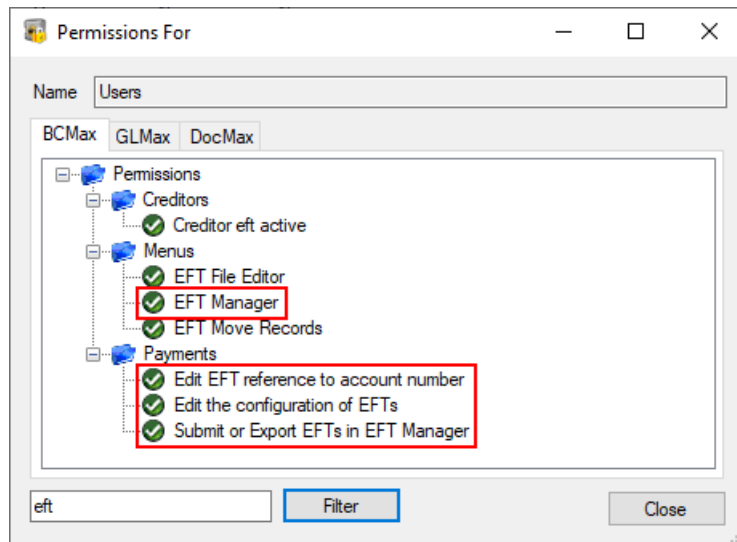 Permissions For
Name Users
BCMax GLMax DocMax
Permissions
Creditors
Creditor eft active
Menus
EFT File Editor
EFT Manager
EFT Move Records
Payments
Edit EFT reference to account number
Edit the configuration of EFTs
Submit or Export EFTs in EFT Manager
eft Filter Close